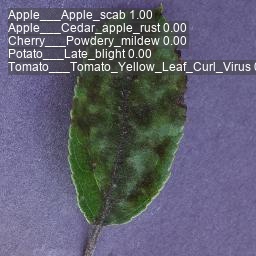 Apple___Apple_scab 1.00
Apple___Cedar_apple_rust 0.00
Cherry___Powdery_mildew 0.00
Potato___Late_blight 0.00
Tomato___Tomato_Yellow_Leaf_Curl_Virus